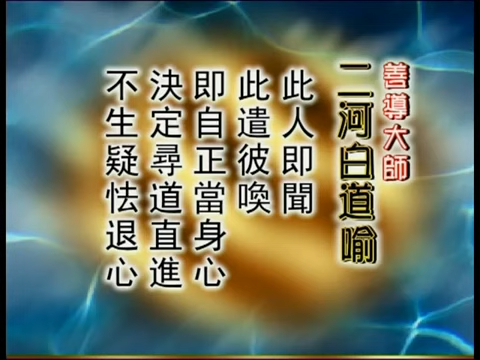 善導大師
二河白道喻
此人即聞
此遣彼喚
即自正當身心
決定尋道直進
不生疑怯退心